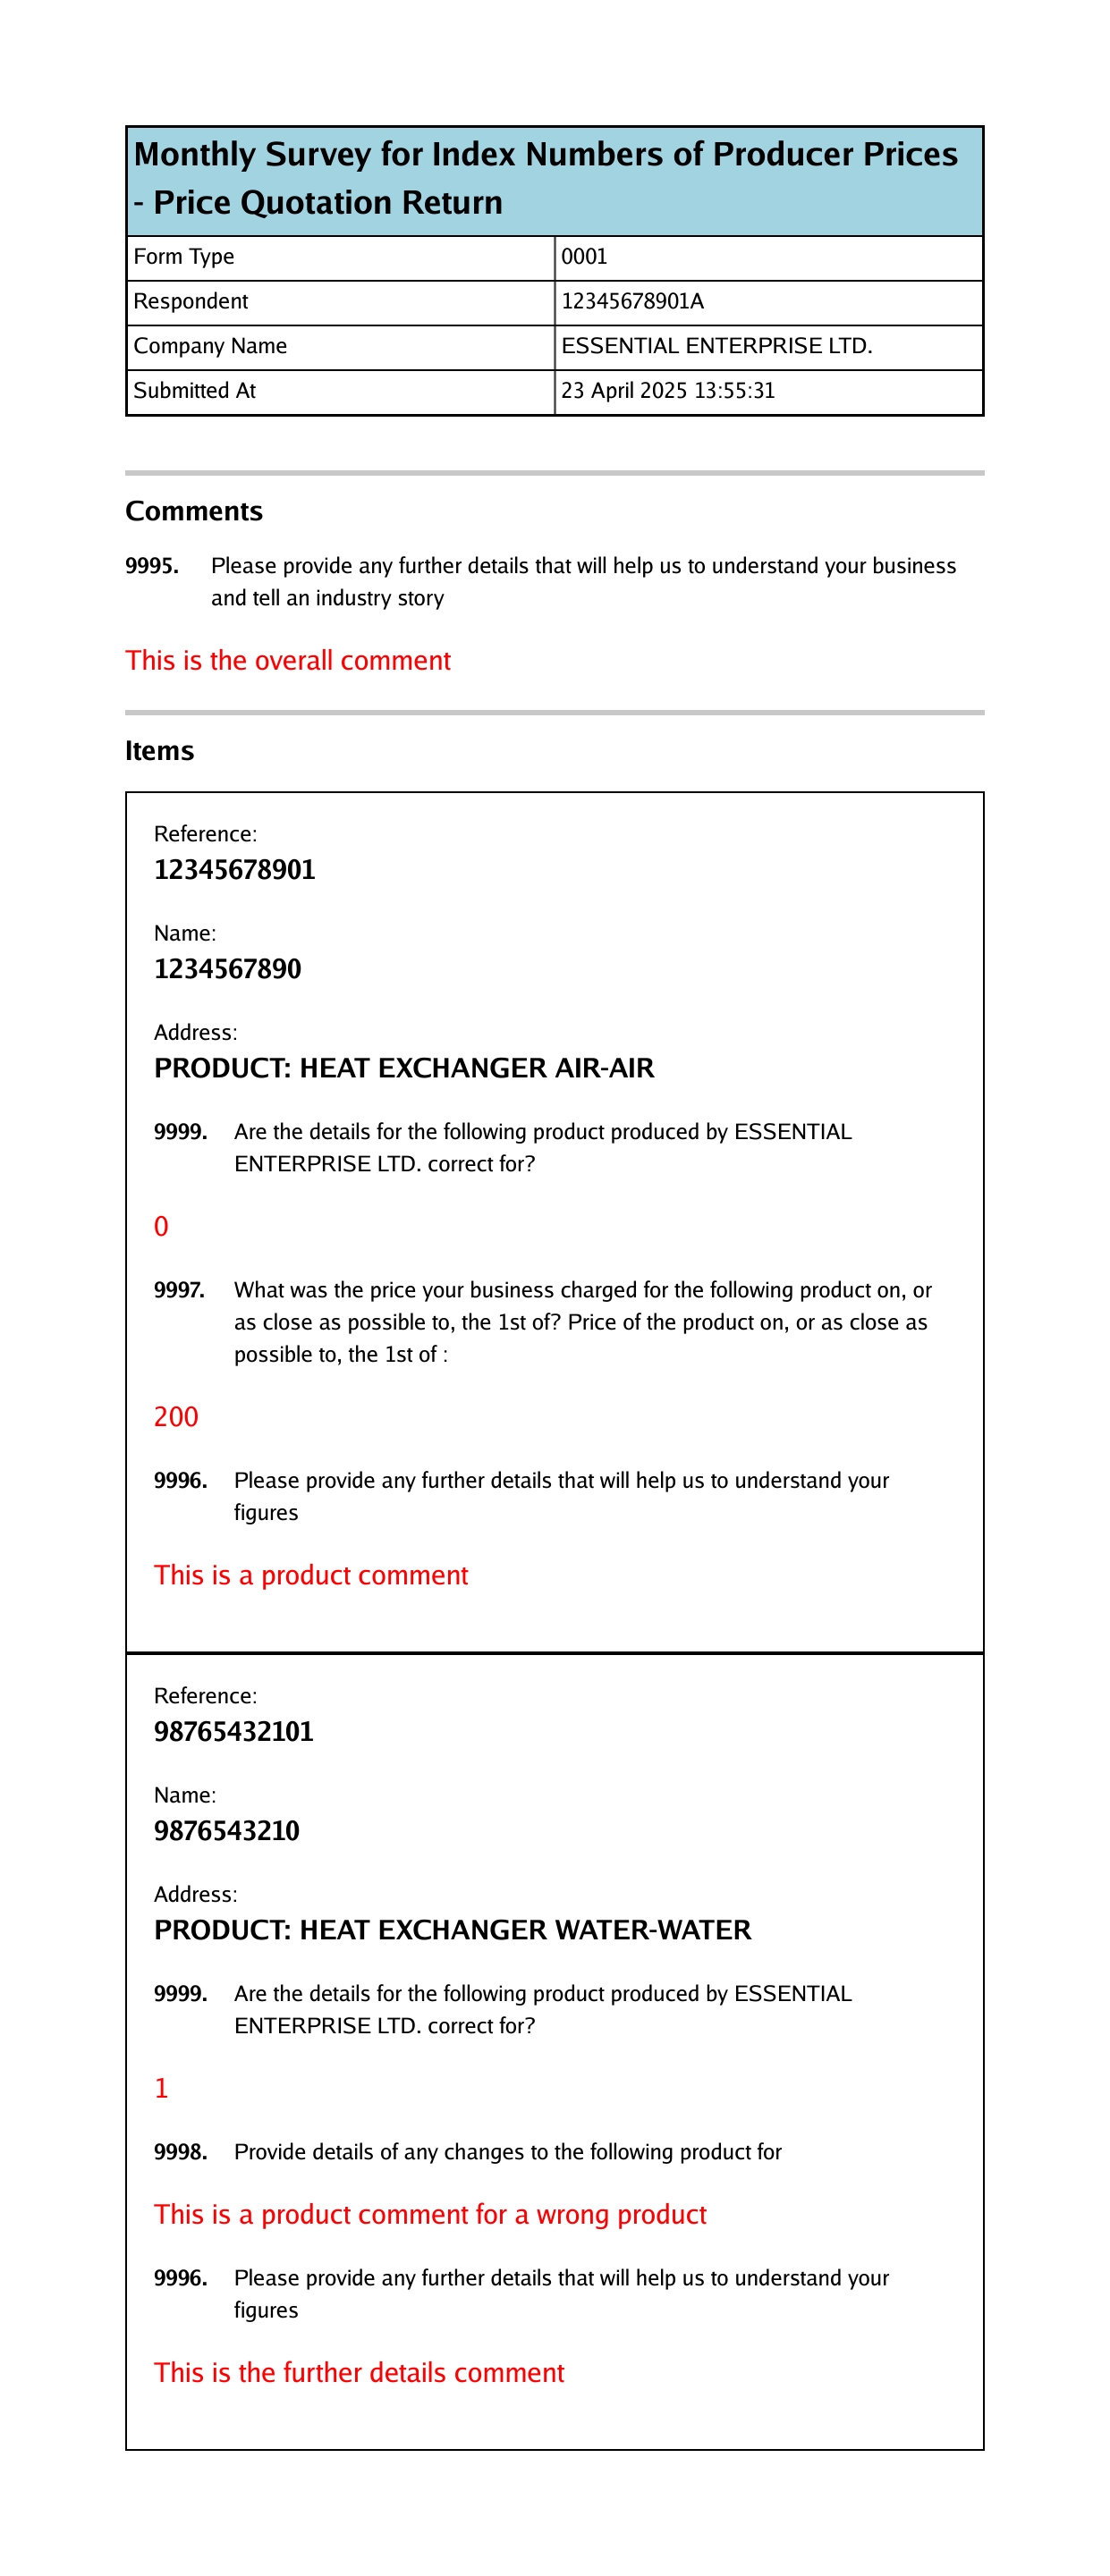 Monthly Survey for Index Numbers of Producer Prices
- Price Quotation Return
Form Type 0001
Respondent 12345678901A
Company Name ESSENTIAL ENTERPRISE LTD.
Submitted At 23 April 2025 13:55:31
Comments
9995. Please provide any further details that will help us to understand your business
and tell an industry story
This is the overall comment
Items
Reference:
12345678901
Name:
1234567890
Address:
PRODUCT: HEAT EXCHANGER AIR-AIR
9999. Are the details for the following product produced by ESSENTIAL
ENTERPRISE LTD. correct for?
0
9997. What was the price your business charged for the following product on, or
as close as possible to, the 1st of? Price of the product on, or as close as
possible to, the 1st of :
200
9996. Please provide any further details that will help us to understand your
figures
This is a product comment
Reference:
98765432101
Name:
9876543210
Address:
PRODUCT: HEAT EXCHANGER WATER-WATER
9999. Are the details for the following product produced by ESSENTIAL
ENTERPRISE LTD. correct for?
1
9998. Provide details of any changes to the following product for
This is a product comment for a wrong product
9996. Please provide any further details that will help us to understand your
figures
This is the further details comment